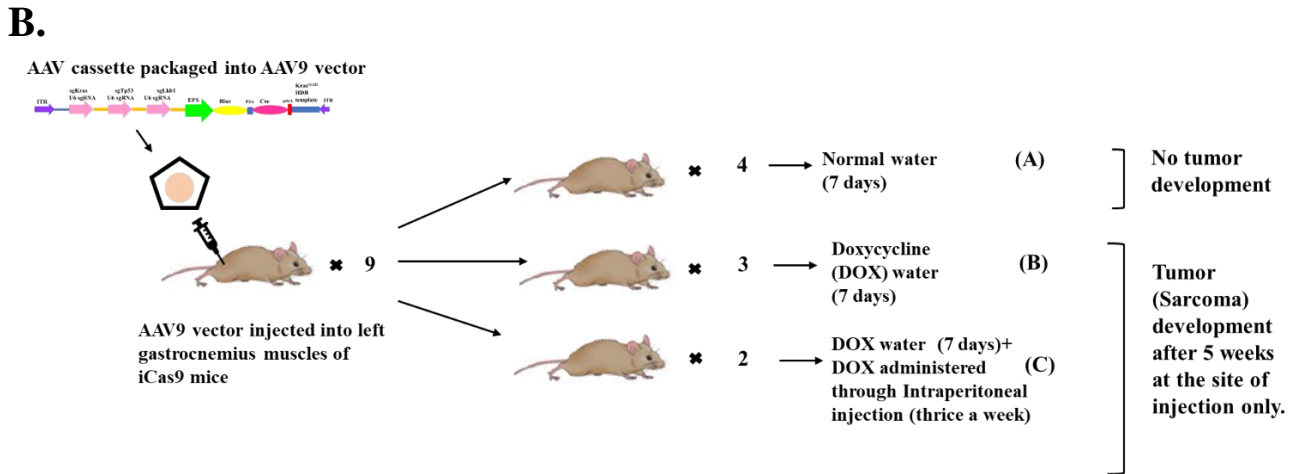 B.
AAV cassette packaged into AAV9 vector
sgKras sgTp53 sgLkb1
ITR U6 sgRNA U6 sgRNA U6 sgRNA EFS Rluc P2A Cre polyA HDR template ITR
✖ 4 Normal water (7 days) (A)
No tumor development
✖ 9
✖ 3 Doxycycline (DOX) water (7 days) (B)
AAV9 vector injected into left
gastrocnemius muscles of
iCas9 mice
✖ 2 DOX water (7 days)+
DOX administered (C)
through Intraperitoneal
injection (thrice a week)
Tumor
(Sarcoma)
development
after 5 weeks
at the site of
injection only.